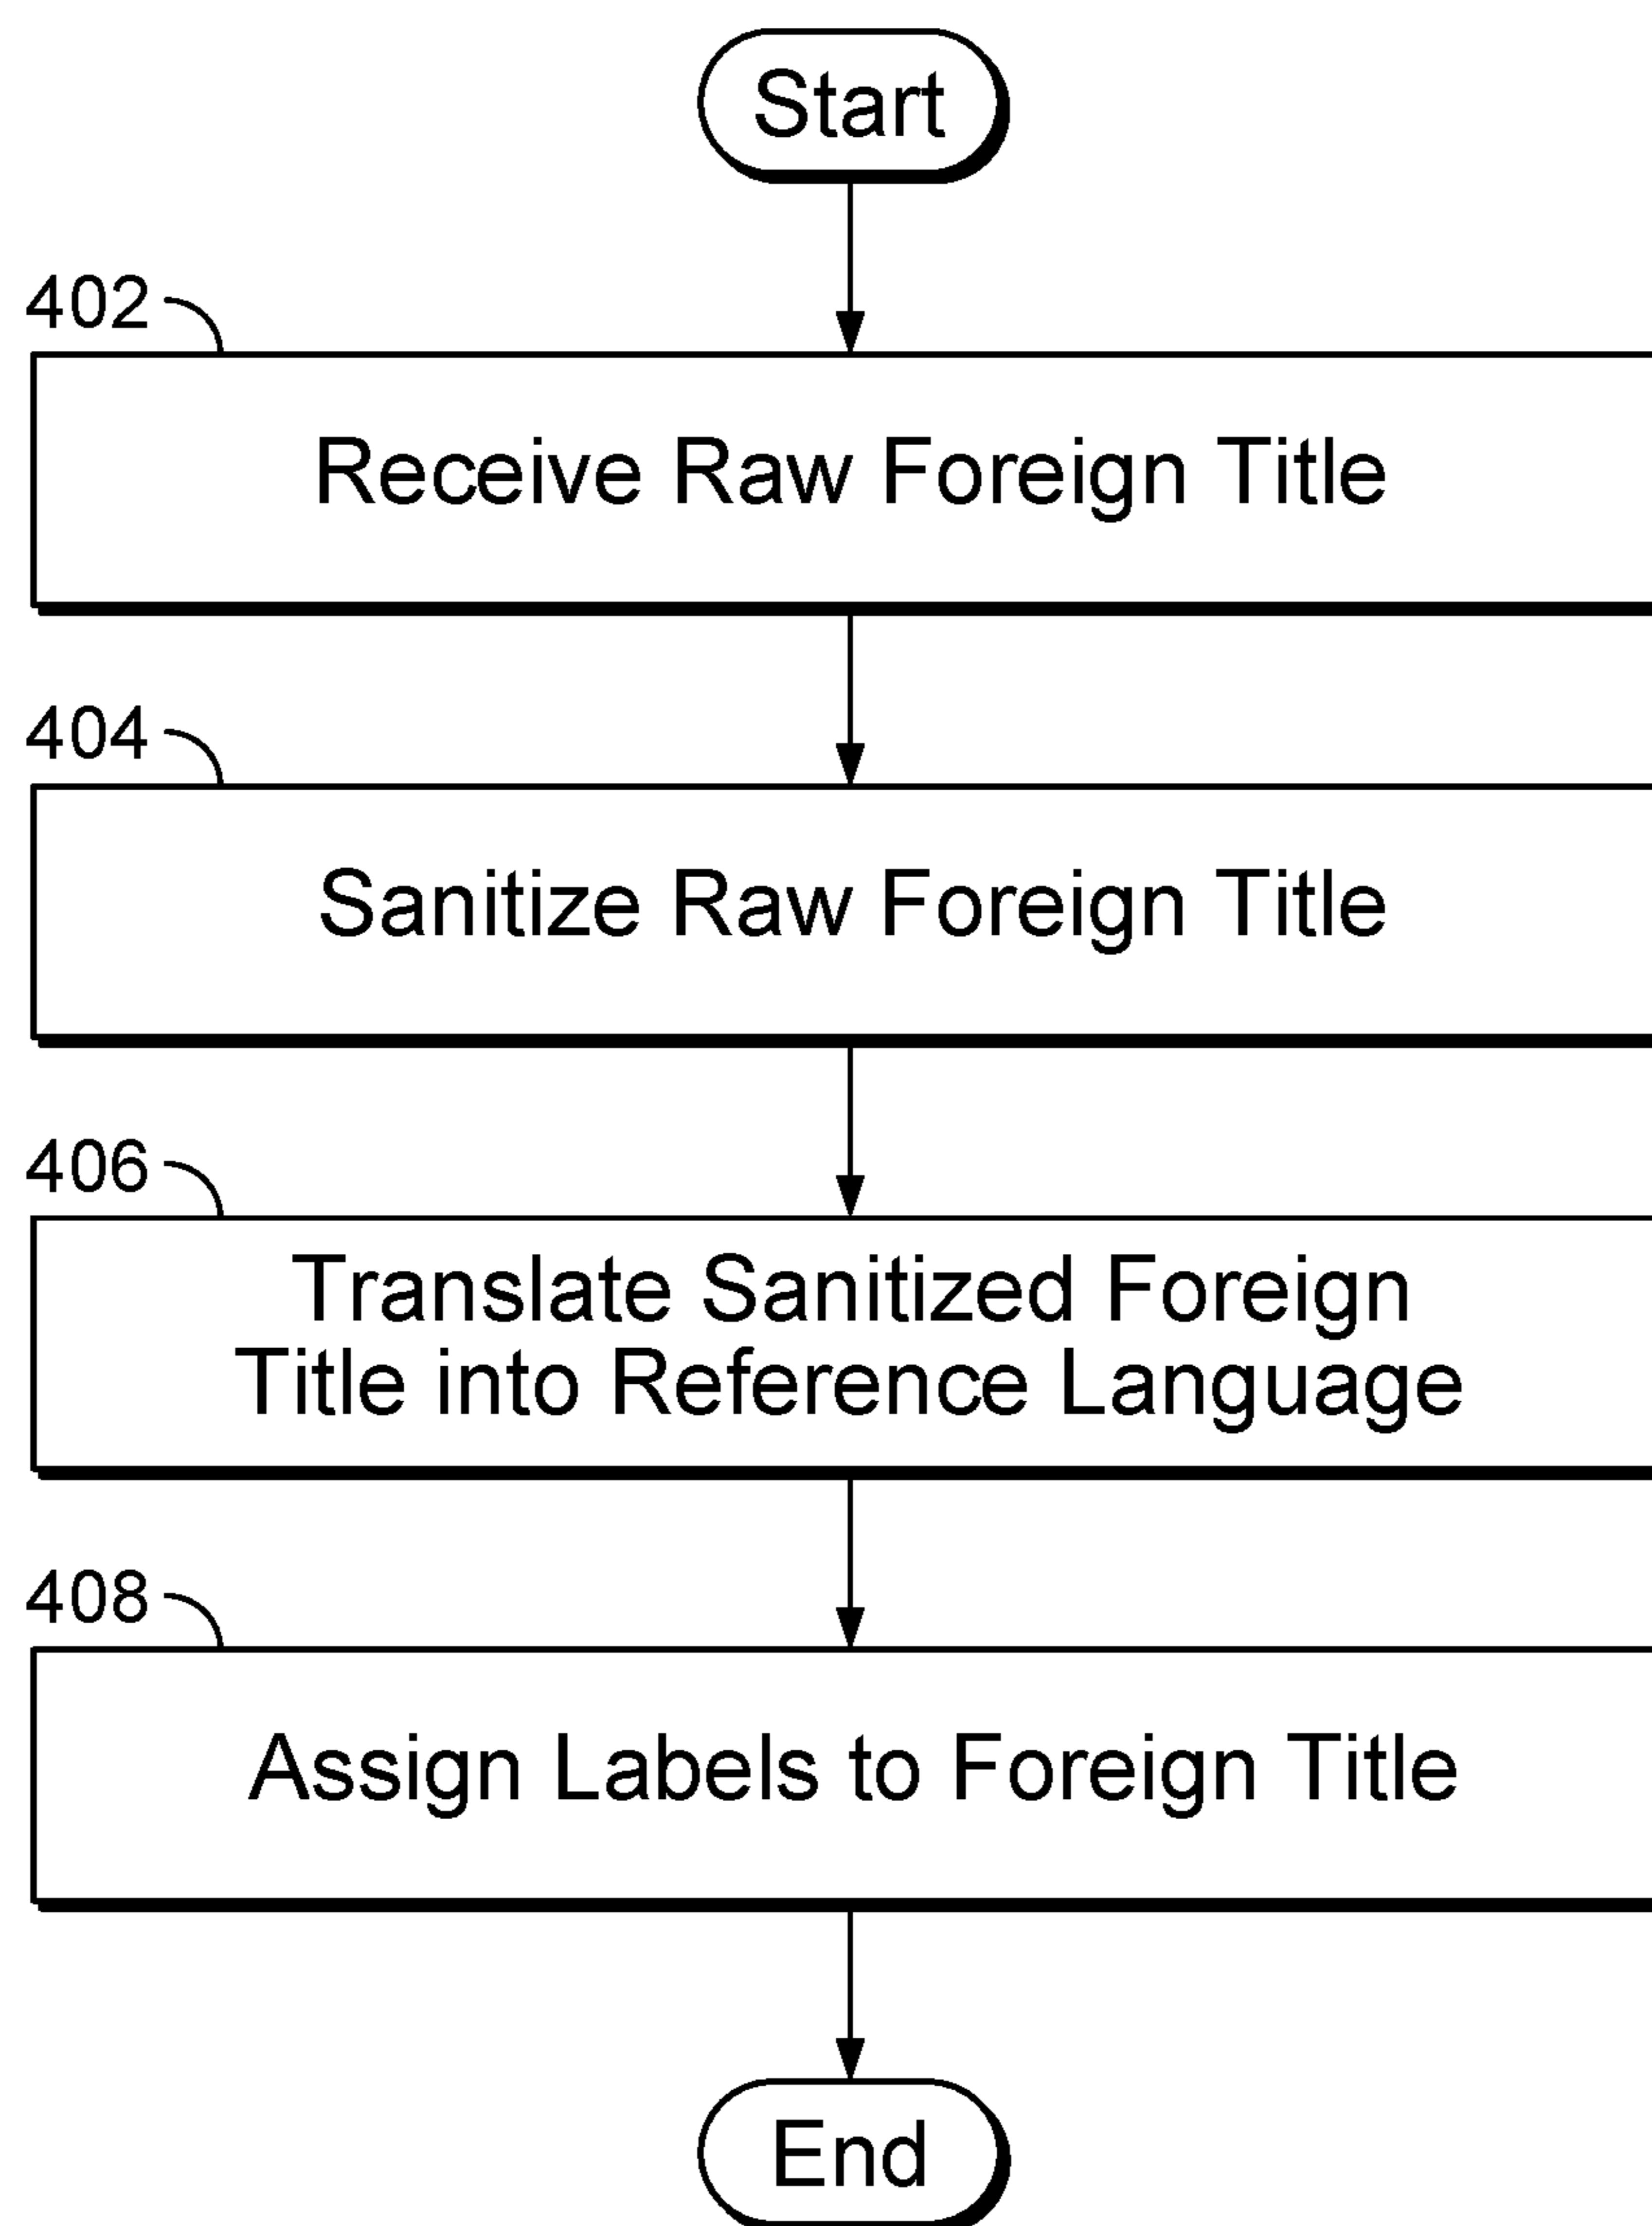 Start
402
Receive Raw Foreign Title
404
Sanitize Raw Foreign Title
406
Translate Sanitized Foreign
Title into Reference Language
408
Assign Labels to Foreign Title
End